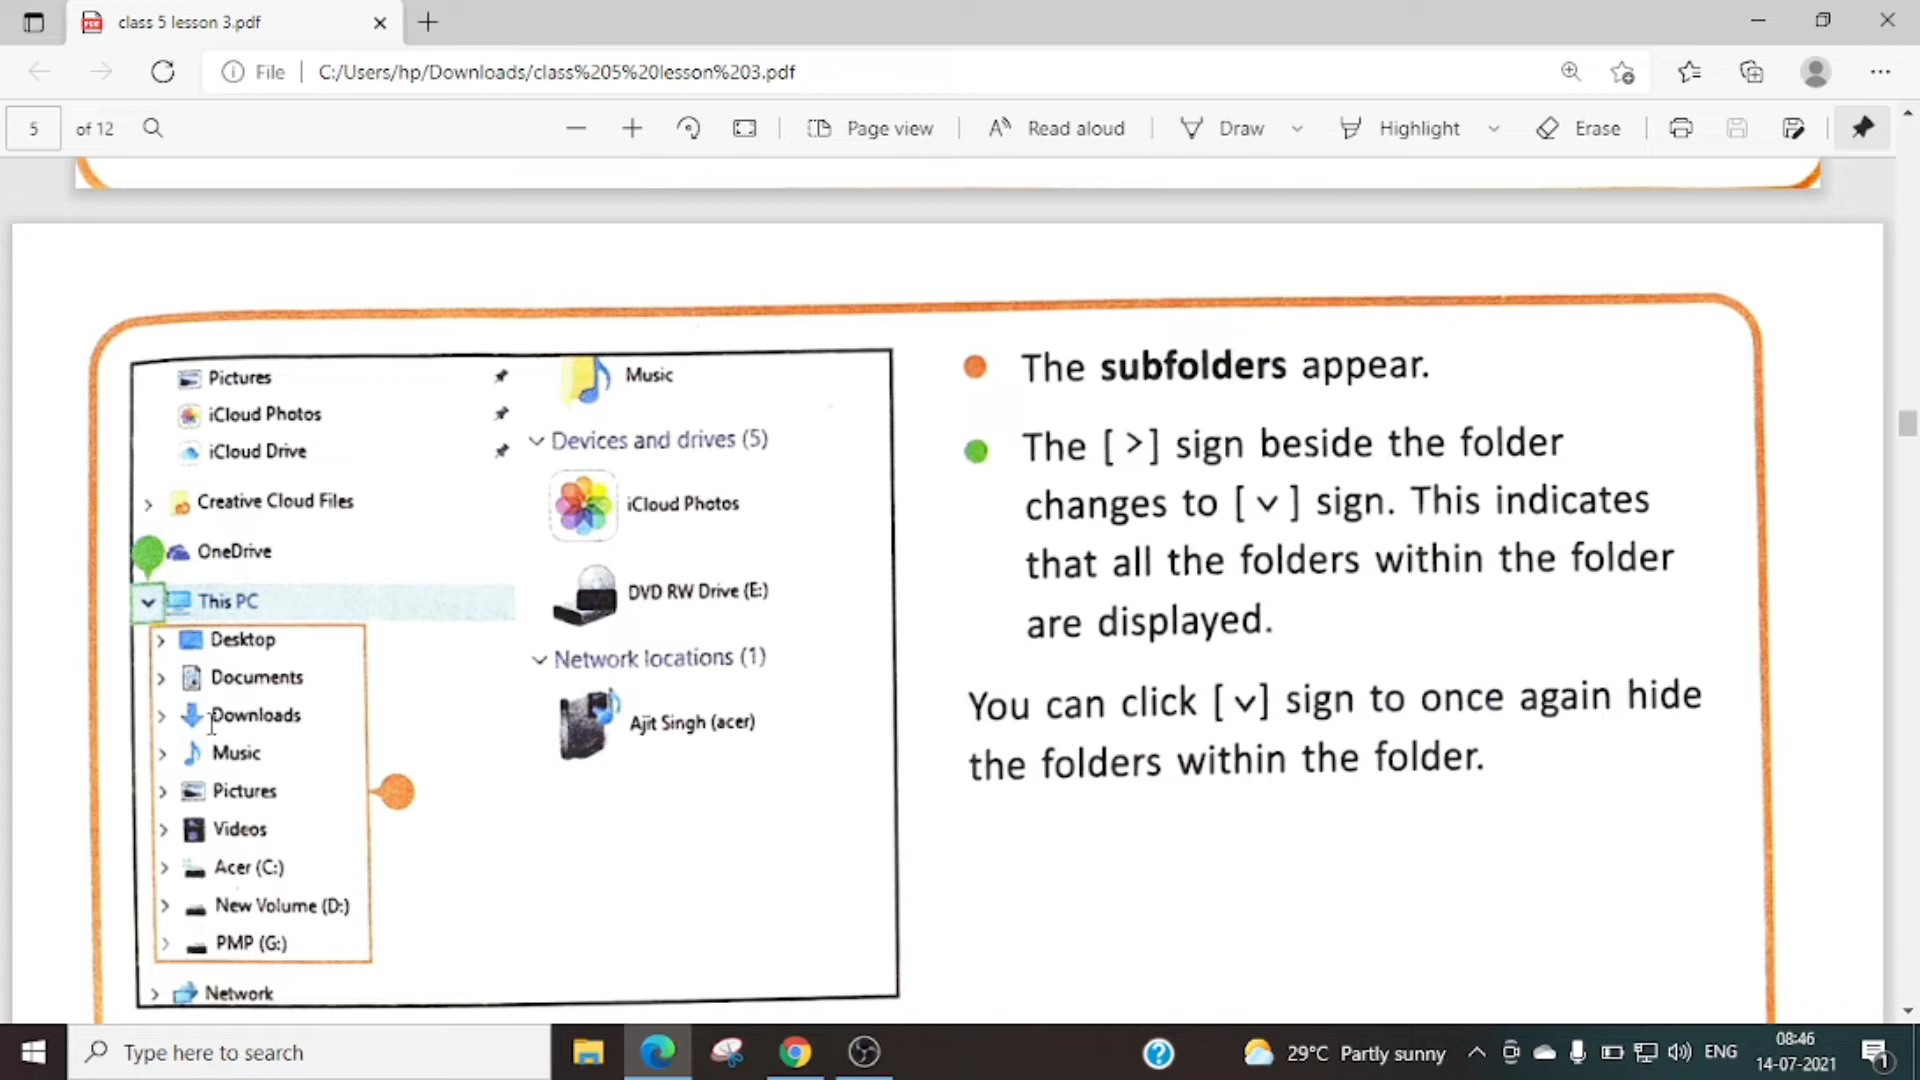 class 5 lesson 3.pdf
File
C:/Users/hp/Downloads/class%205%20lesson%203.pdf
5 of 12
Page view
Read aloud
Draw
Highlight
Erase
Pictures
iCloud Photos
iCloud Drive
> Creative Cloud Files
OneDrive
This PC
> Desktop
> Documents
> Downloads
> Music
> Pictures
> Videos
> Acer (C:)
> New Volume (D:)
> PMP (G:)
> Network
Music
Devices and drives (5)
iCloud Photos
DVD RW Drive (E:)
Network locations (1)
Ajit Singh (acer)
The subfolders appear.
The [ > ] sign beside the folder
changes to [ v ] sign. This indicates
that all the folders within the folder
are displayed.
You can click [ v ] sign to once again hide
the folders within the folder.
Type here to search
29°C Partly sunny
ENG
08:46
14-07-2021
1